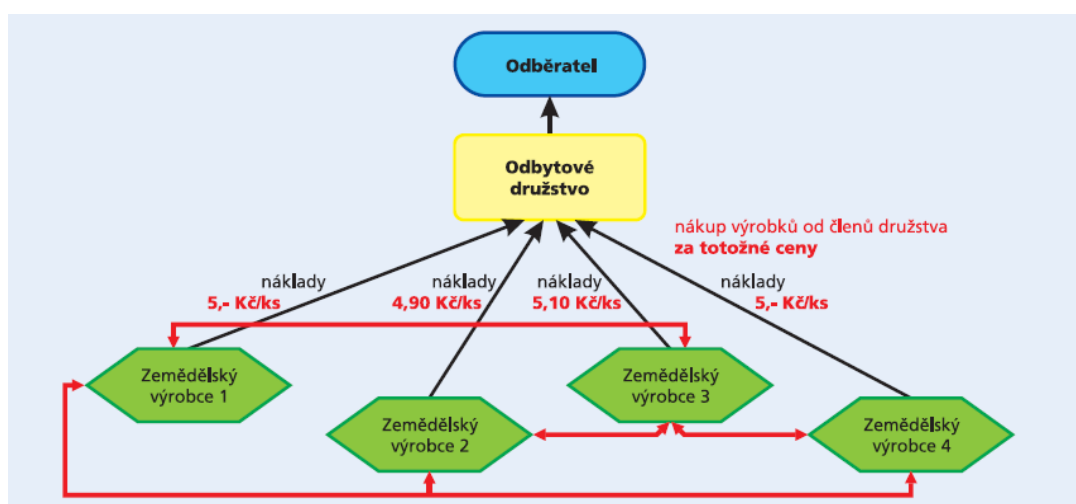 Odběratel
Odbytové
družstvo
nákup výrobků od členů družstva
za totožné ceny
náklady
5,- Kč/ks
náklady
4,90 Kč/ks
náklady
5,10 Kč/ks
náklady
5,- Kč/ks
Zemědělský
výrobce 1
Zemědělský
výrobce 2
Zemědělský
výrobce 3
Zemědělský
výrobce 4